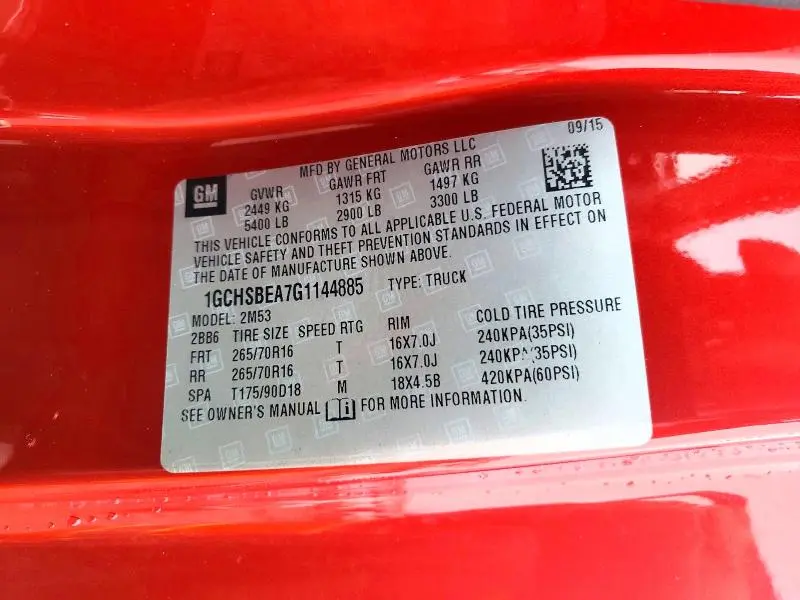 09/15
MFD BY GENERAL MOTORS LLC
GM
GVWR GAWR FRT GAWR RR
2449 KG 1315 KG 1497 KG
5400 LB 2900 LB 3300 LB
THIS VEHICLE CONFORMS TO ALL APPLICABLE U.S. FEDERAL MOTOR
VEHICLE SAFETY AND THEFT PREVENTION STANDARDS IN EFFECT ON
THE DATE OF MANUFACTURE SHOWN ABOVE.
1GCHSBEA7G1144885 TYPE: TRUCK
MODEL: 2M53
2BB6 TIRE SIZE SPEED RTG RIM COLD TIRE PRESSURE
FRT 265/70R16 T 16X7.0J 240KPA(35PSI)
RR 265/70R16 T 16X7.0J 240KPA(35PSI)
SPA T175/90D18 M 18X4.5B 420KPA(60PSI)
SEE OWNER'S MANUAL FOR MORE INFORMATION.